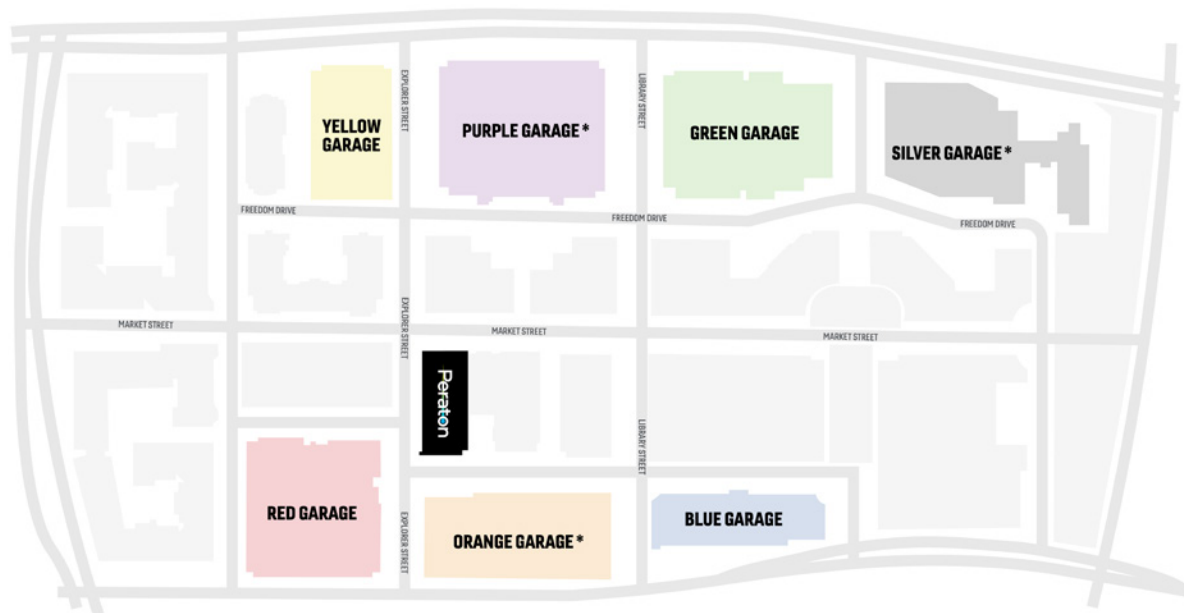 EXPLORER STREET
LIBRARY STREET
YELLOW
GARAGE
PURPLE GARAGE *
GREEN GARAGE
SILVER GARAGE *
FREEDOM DRIVE
FREEDOM DRIVE
FREEDOM DRIVE
EXPLORER STREET
MARKET STREET
MARKET STREET
MARKET STREET
Peraton
LIBRARY STREET
RED GARAGE
EXPLORER STREET
ORANGE GARAGE *
BLUE GARAGE